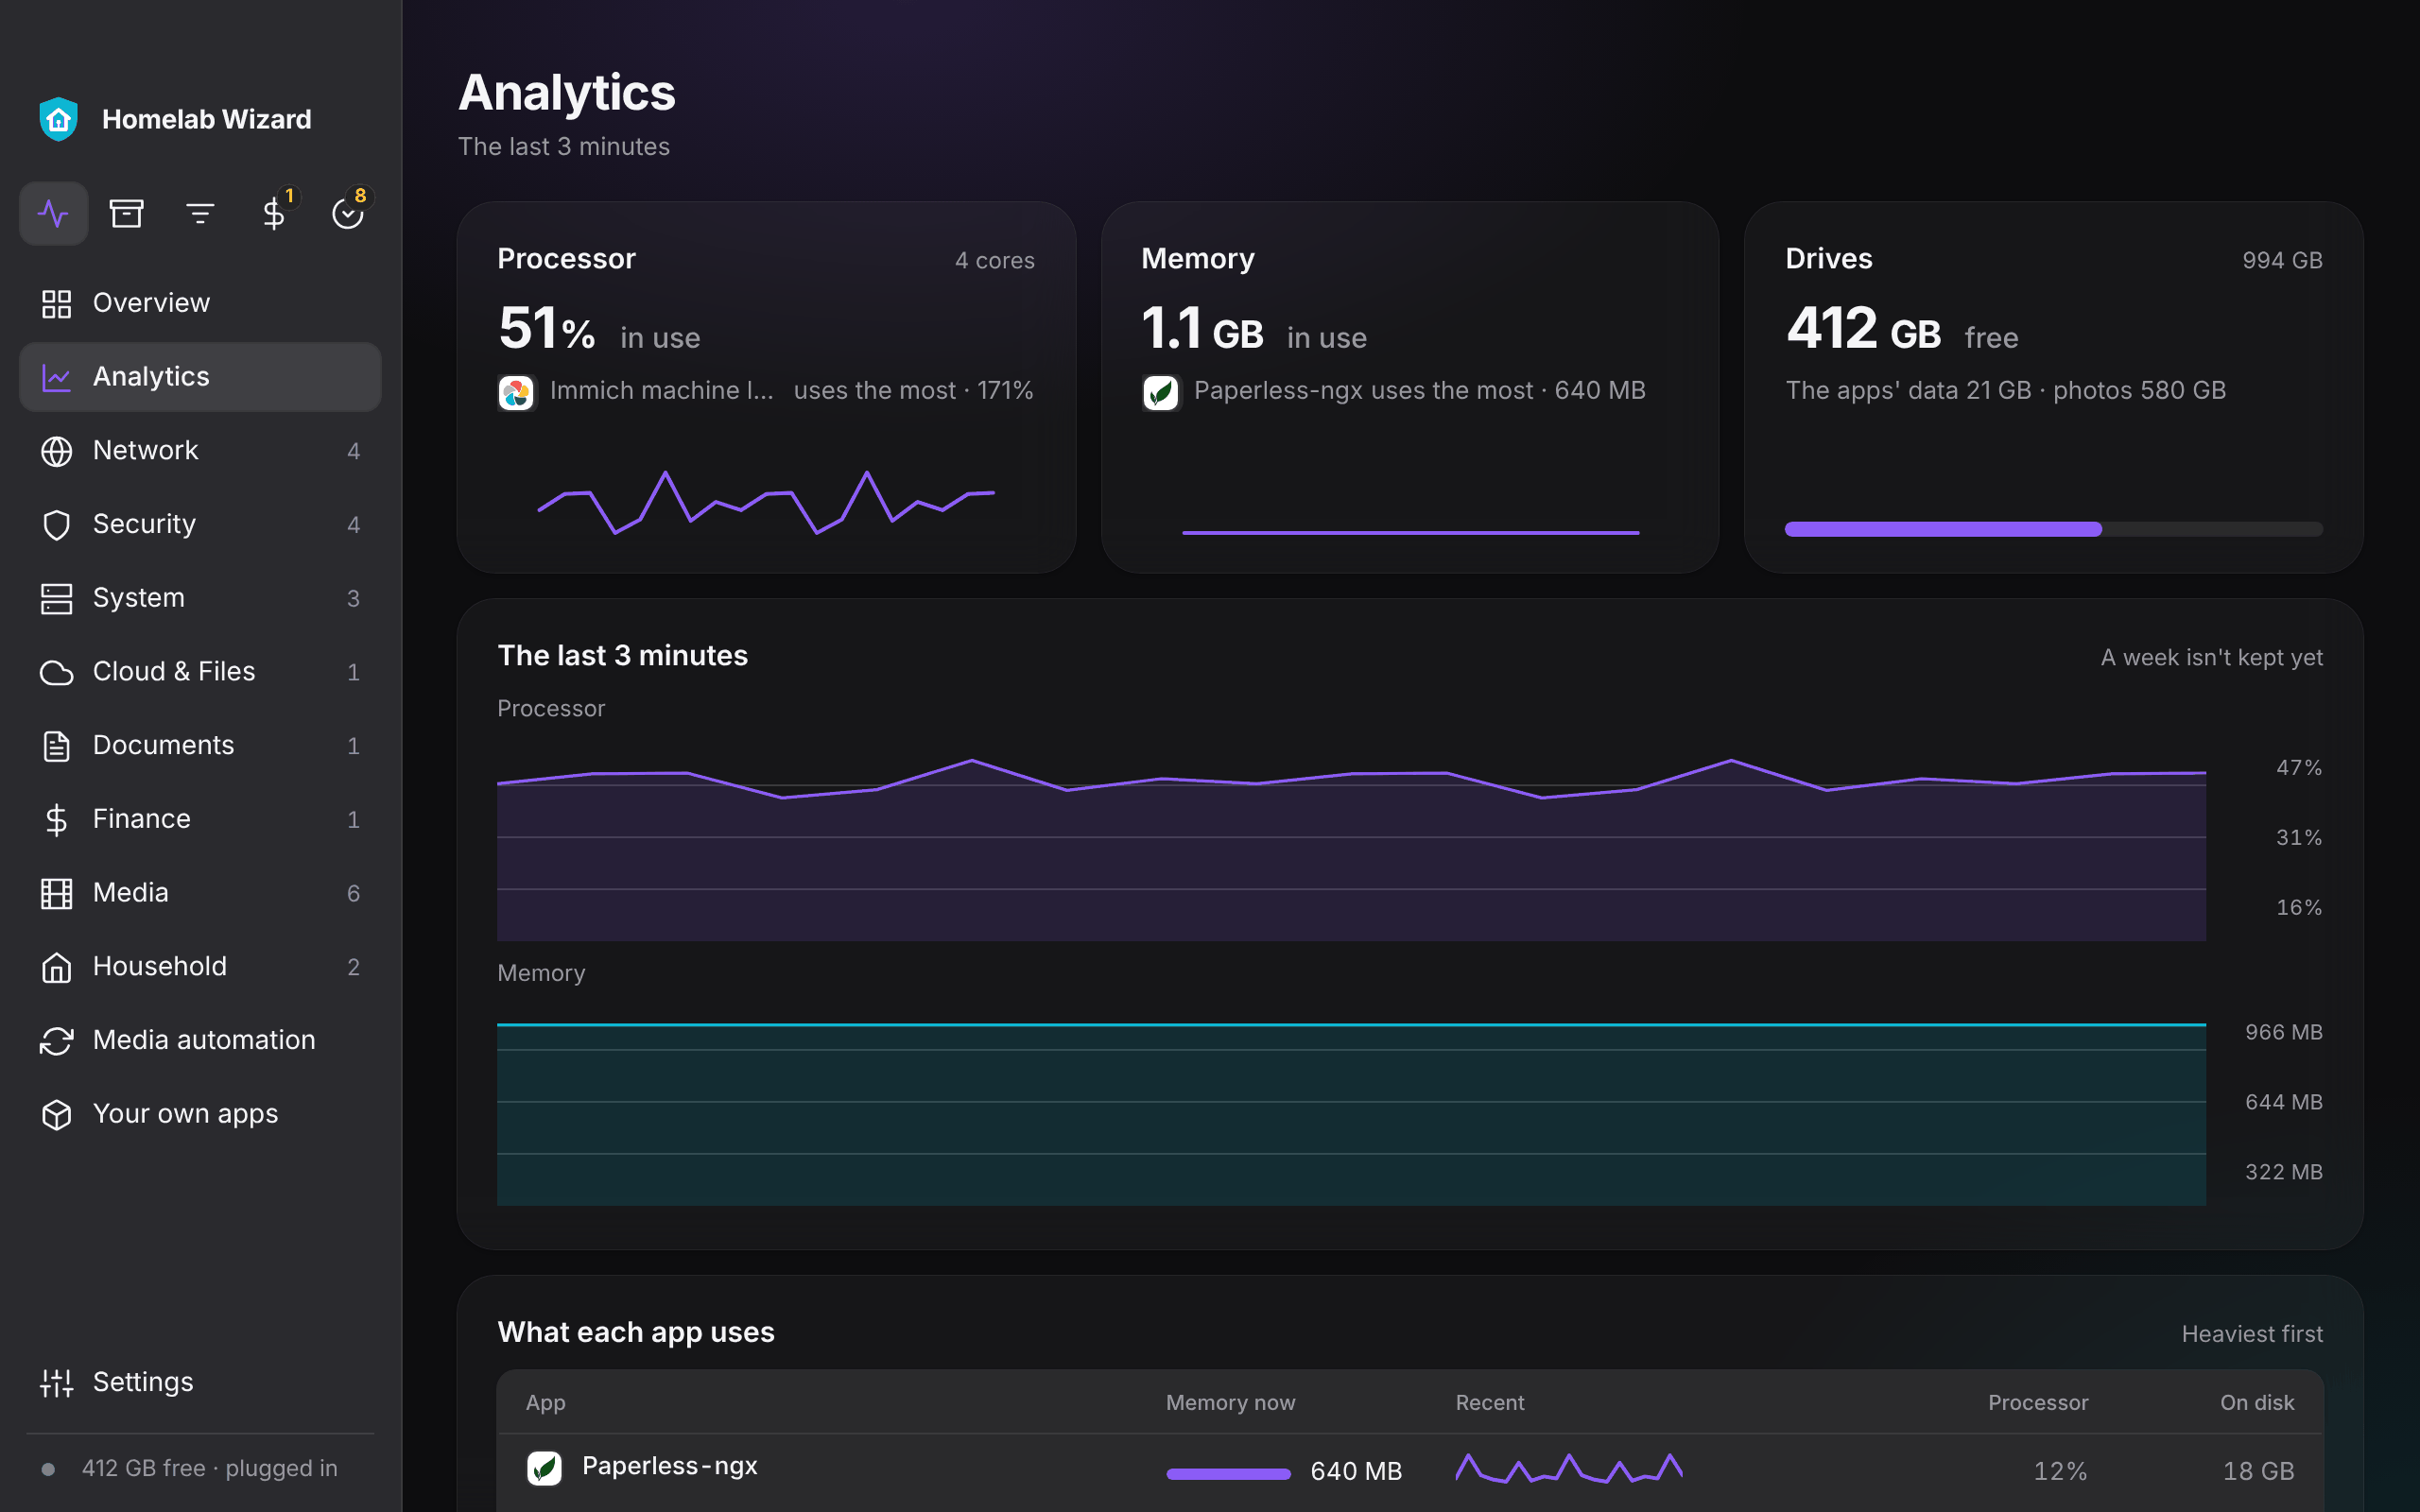 Homelab Wizard
1
8
Overview
Analytics
Network 4
Security 4
System 3
Cloud & Files 1
Documents 1
Finance 1
Media 6
Household 2
Media automation
Your own apps
Settings
412 GB free · plugged in
Analytics
The last 3 minutes
Processor 4 cores
51% in use
Immich machine l... uses the most · 171%
Memory
1.1 GB in use
Paperless-ngx uses the most · 640 MB
Drives 994 GB
412 GB free
The apps' data 21 GB · photos 580 GB
The last 3 minutes A week isn't kept yet
Processor
47%
31%
16%
Memory
966 MB
644 MB
322 MB
What each app uses Heaviest first
App Memory now Recent Processor On disk
Paperless-ngx 640 MB 12% 18 GB